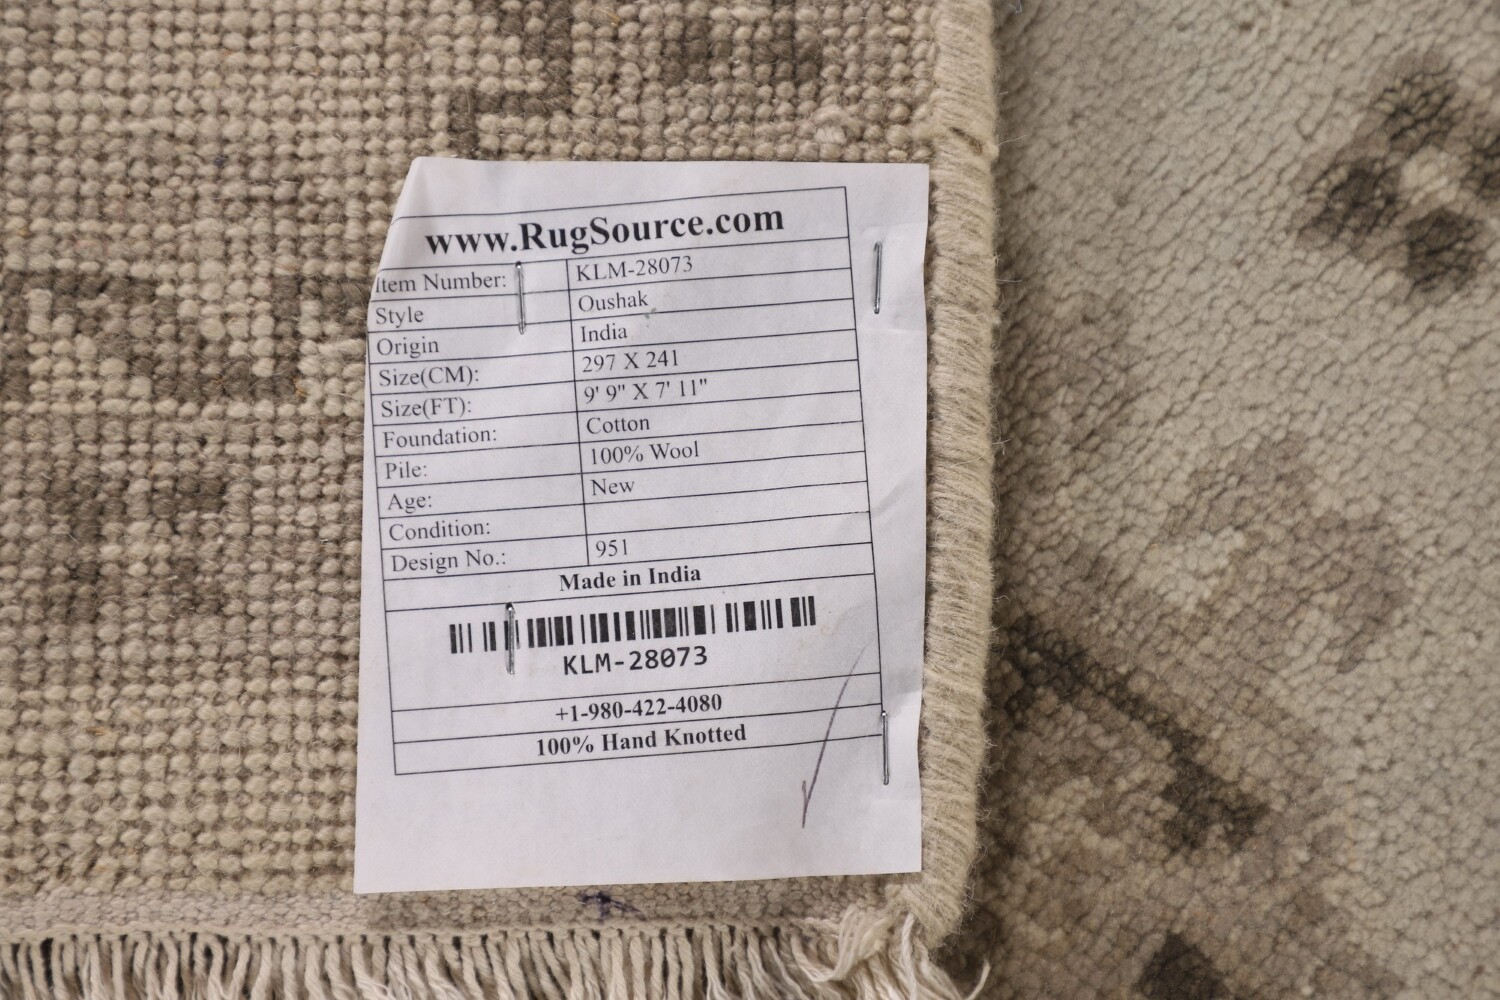 www.RugSource.com
Item Number: KLM-28073
Style Oushak
Origin India
Size(CM): 297 X 241
Size(FT): 9' 9" X 7' 11"
Foundation: Cotton
Pile: 100% Wool
Age: New
Condition:
Design No.: 951
Made in India
KLM-28073
+1-980-422-4080
100% Hand Knotted